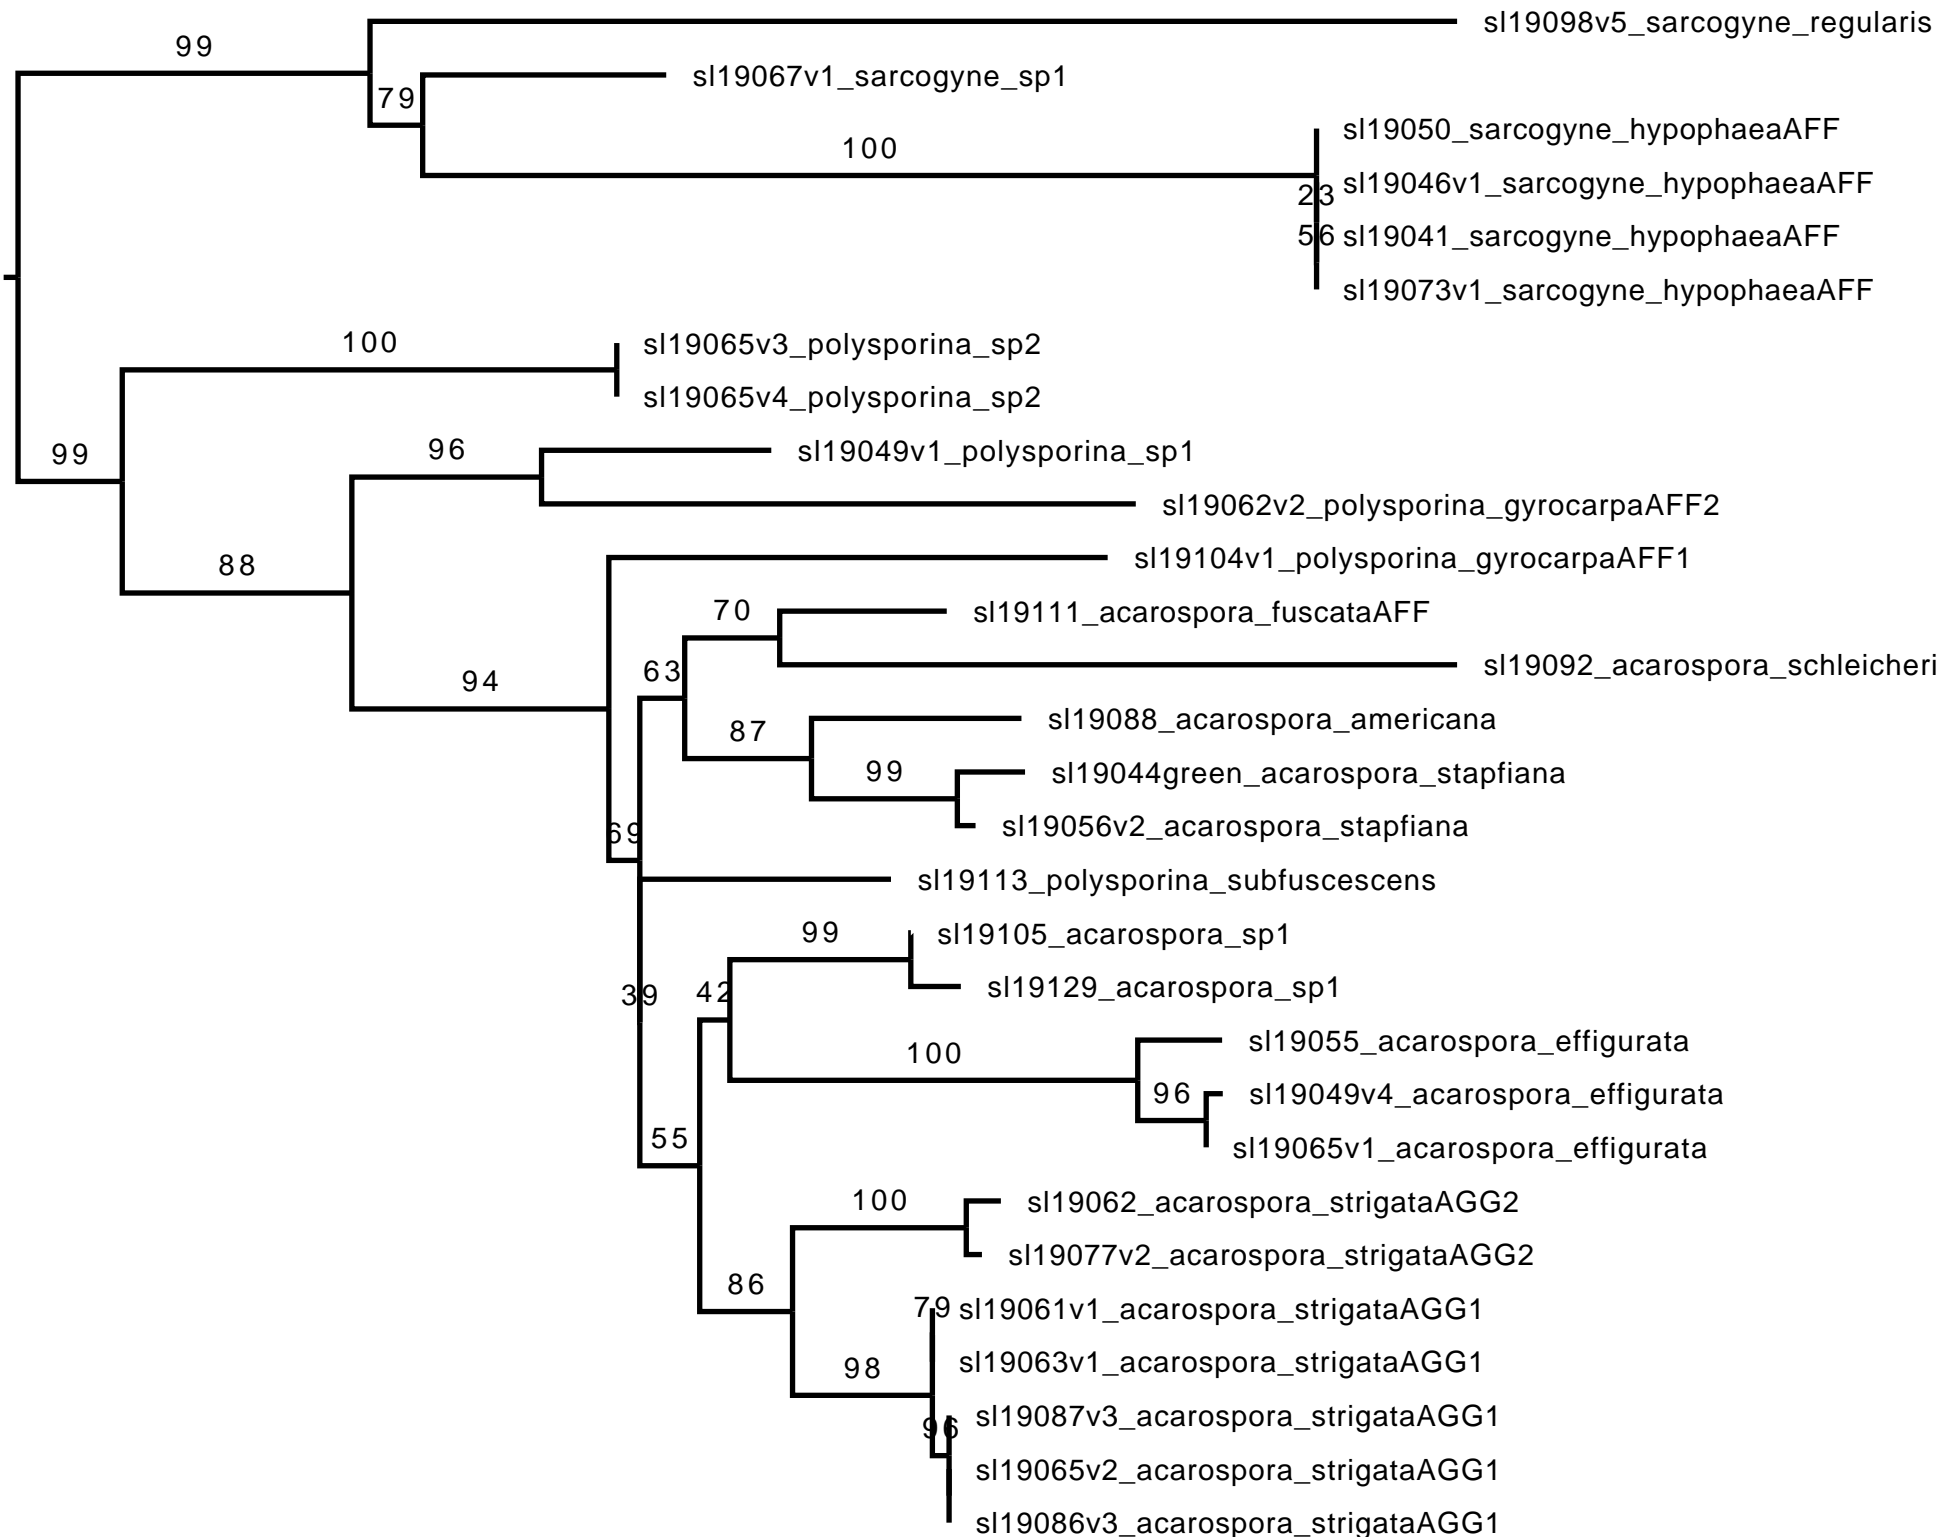 sl19098v5_sarcogyne_regularis
99
sl19067v1_sarcogyne_sp1
79
sl19050_sarcogyne_hypophaeaAFF
100
sl19046v1_sarcogyne_hypophaeaAFF
23
sl19041_sarcogyne_hypophaeaAFF
56
sl19073v1_sarcogyne_hypophaeaAFF
100
sl19065v3_polysporina_sp2
sl19065v4_polysporina_sp2
99
96
sl19049v1_polysporina_sp1
sl19062v2_polysporina_gyrocarpaAFF2
88
sl19104v1_polysporina_gyrocarpaAFF1
70
sl19111_acarospora_fuscataAFF
94
63
sl19092_acarospora_schleicheri
87
sl19088_acarospora_americana
99
sl19044green_acarospora_stapfiana
69
sl19056v2_acarospora_stapfiana
sl19113_polysporina_subfuscescens
99
sl19105_acarospora_sp1
39
42
sl19129_acarospora_sp1
100
sl19055_acarospora_effigurata
96
sl19049v4_acarospora_effigurata
55
sl19065v1_acarospora_effigurata
100
sl19062_acarospora_strigataAGG2
sl19077v2_acarospora_strigataAGG2
86
79
sl19061v1_acarospora_strigataAGG1
98
sl19063v1_acarospora_strigataAGG1
96
sl19087v3_acarospora_strigataAGG1
sl19065v2_acarospora_strigataAGG1
sl19086v3_acarospora_strigataAGG1